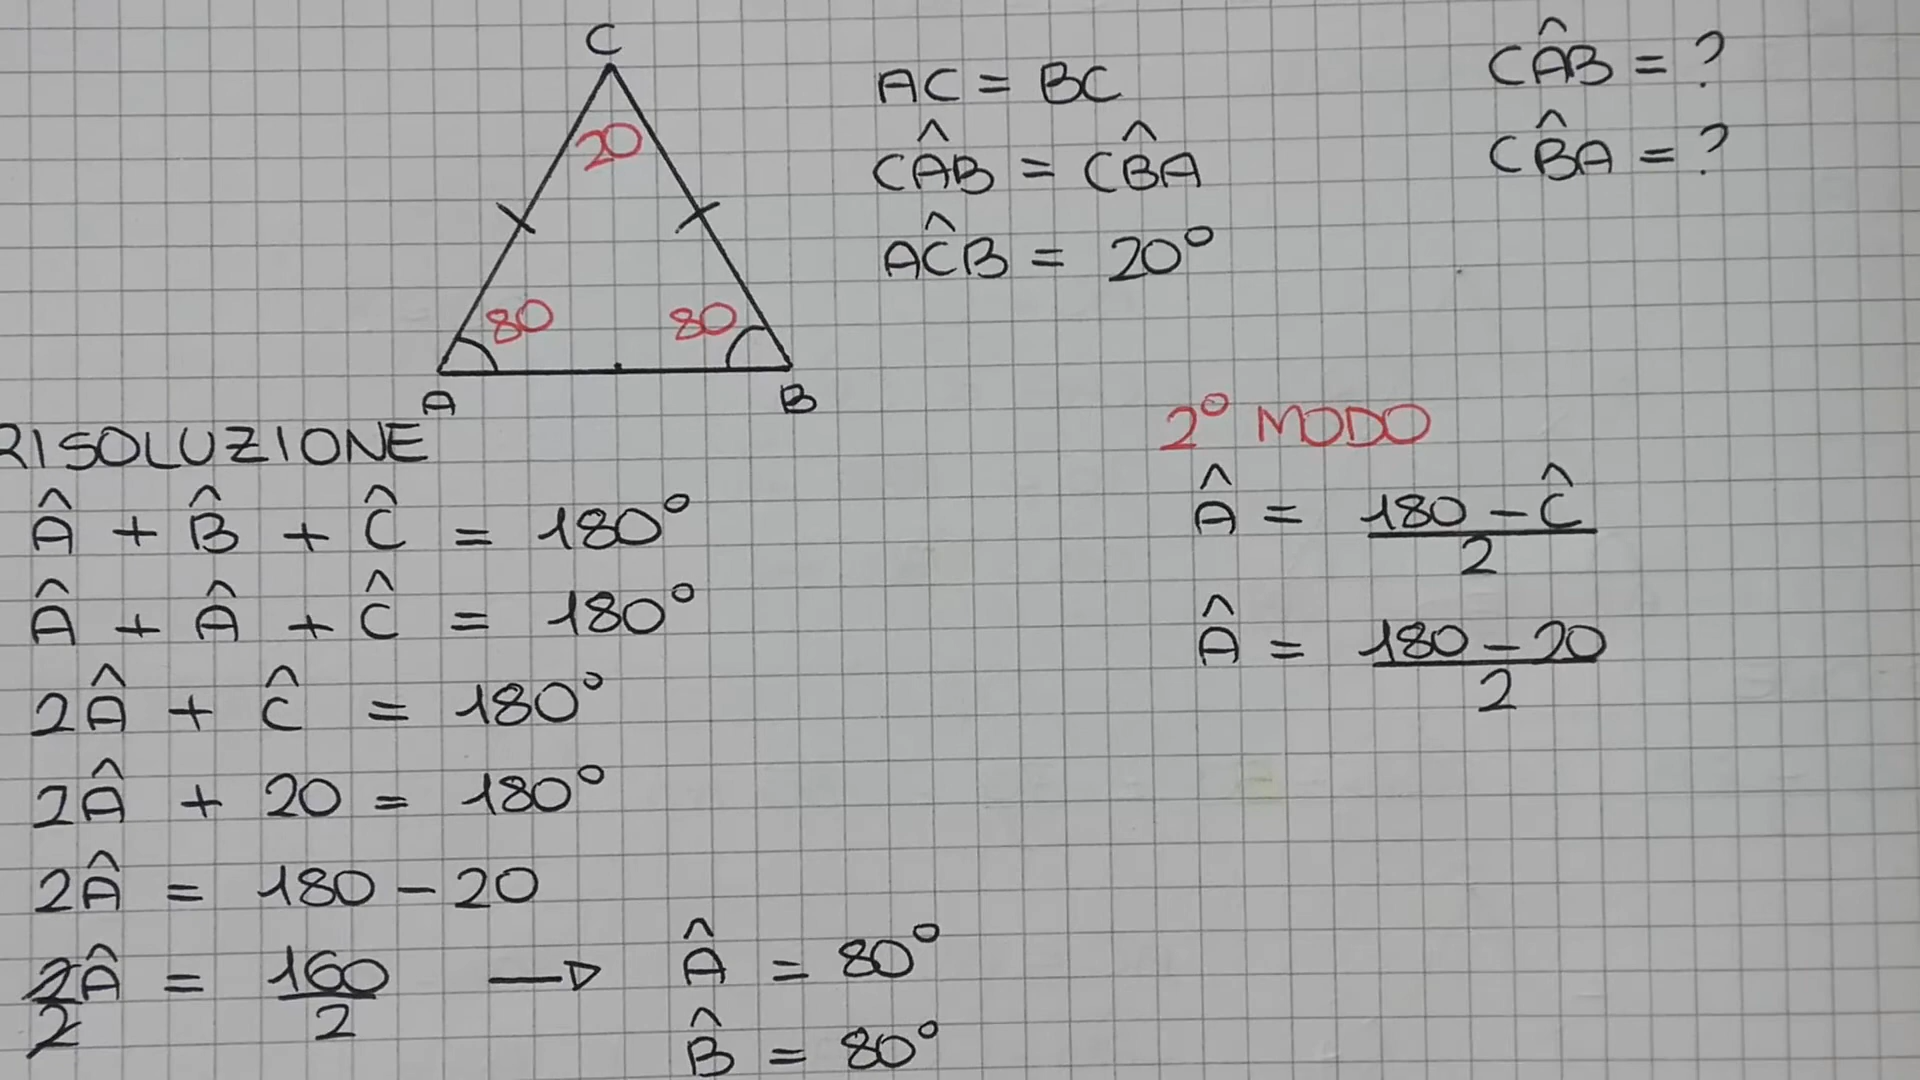 C
20
80
80
A
B
AC = BC
CÂB = CB̂A
AĈB = 20°
CÂB = ?
CB̂A = ?
RISOLUZIONE
Â + B̂ + Ĉ = 180°
Â + Â + Ĉ = 180°
2Â + Ĉ = 180°
2Â + 20 = 180°
2Â = 180 - 20
2Â/2 = 160/2 → Â = 80°
B̂ = 80°
2° MODO
Â = (180 - Ĉ)/2
Â = (180 - 20)/2